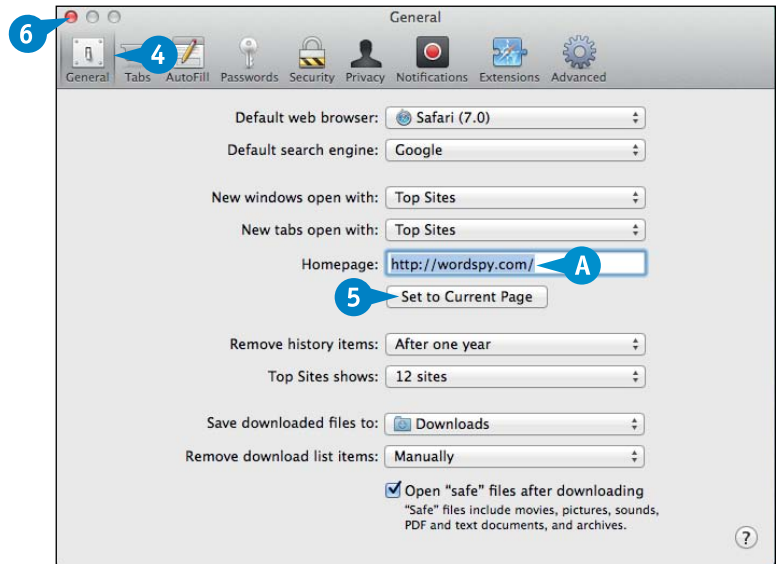 General
6
4
General Tabs AutoFill Passwords Security Privacy Notifications Extensions Advanced
Default web browser: Safari (7.0)
Default search engine: Google
New windows open with: Top Sites
New tabs open with: Top Sites
Homepage: http://wordspy.com/ A
5 Set to Current Page
Remove history items: After one year
Top Sites shows: 12 sites
Save downloaded files to: Downloads
Remove download list items: Manually
Open “safe” files after downloading
“Safe” files include movies, pictures, sounds,
PDF and text documents, and archives.
?